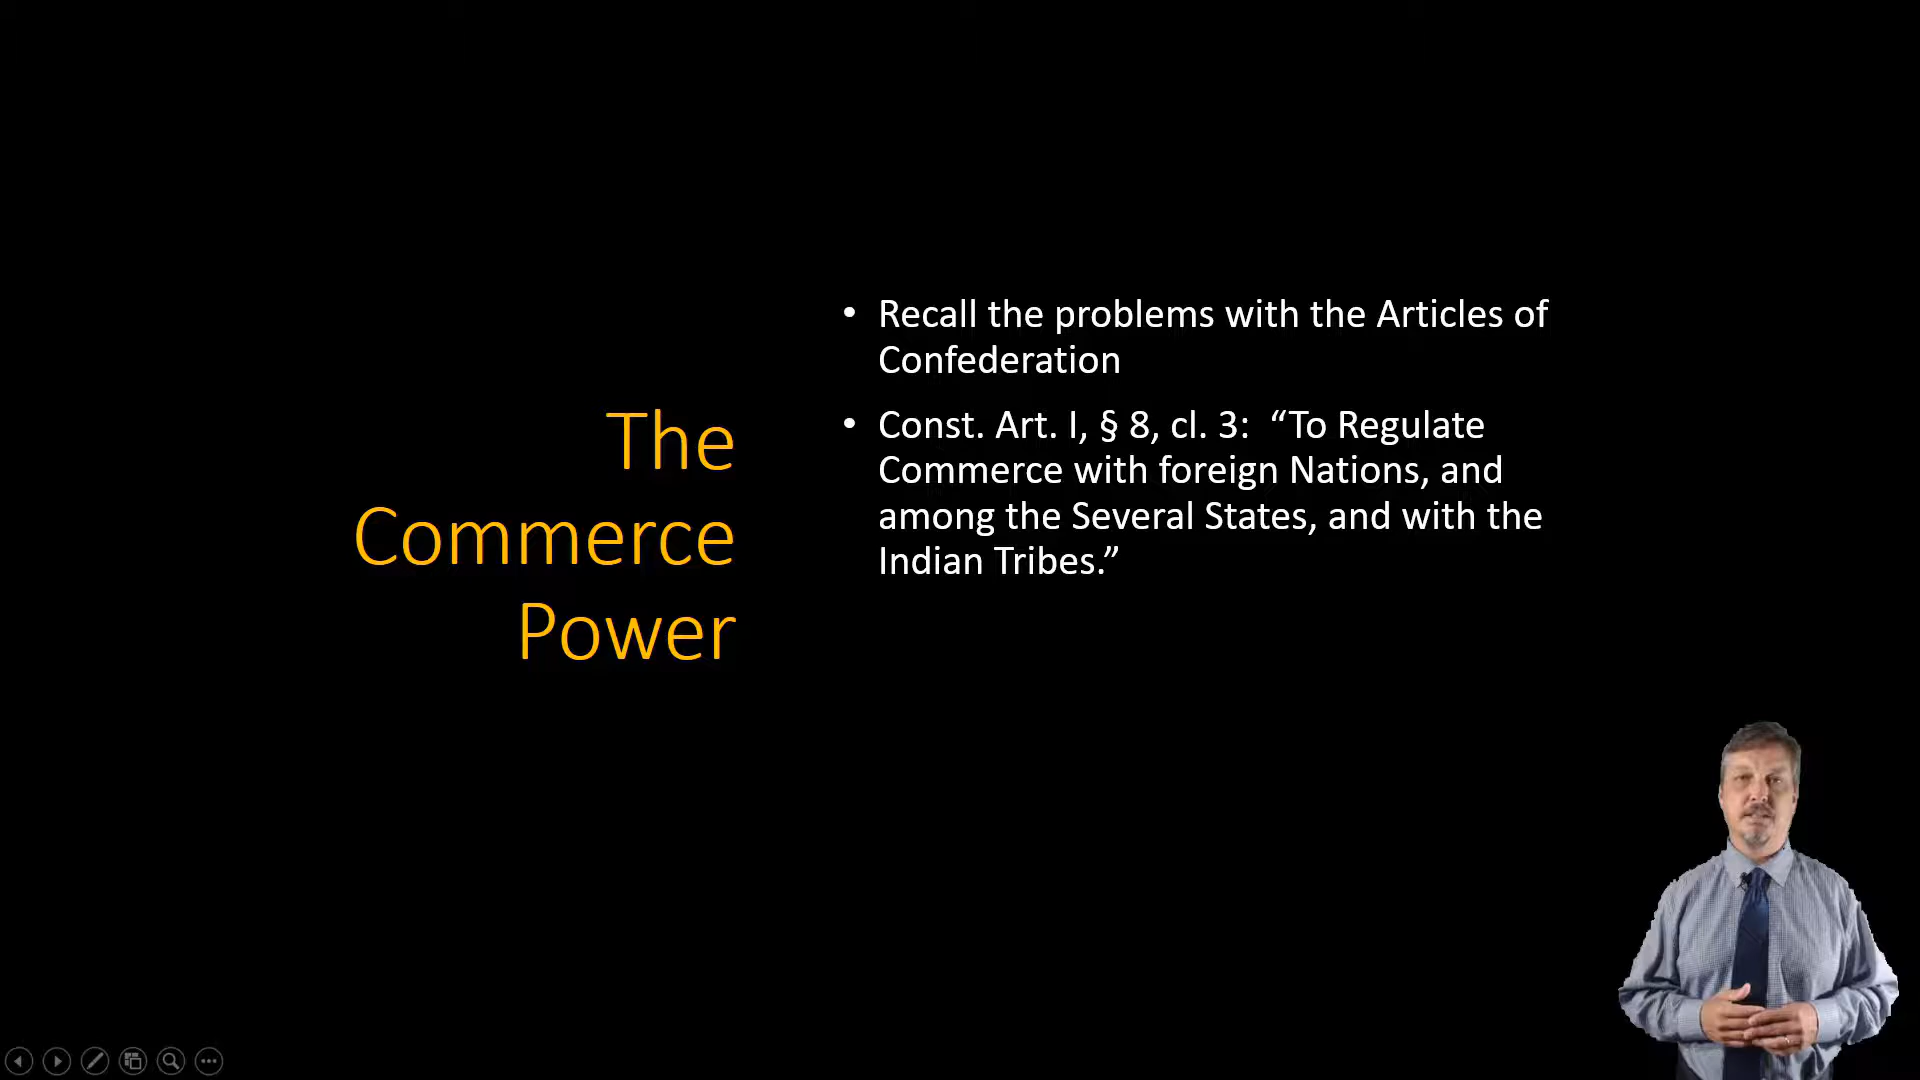 The
Commerce
Power
• Recall the problems with the Articles of
Confederation
• Const. Art. I, § 8, cl. 3:  “To Regulate
Commerce with foreign Nations, and
among the Several States, and with the
Indian Tribes.”